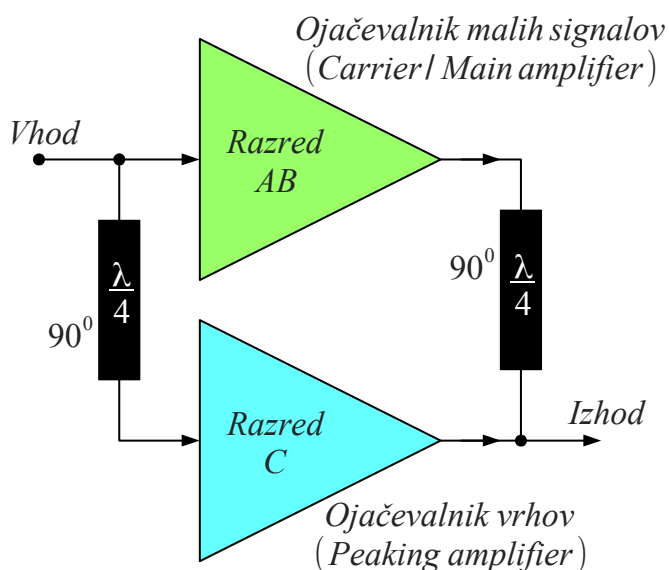 Ojačevalnik malih signalov
(Carrier/ Main amplifier)
Vhod
Razred
AB
90⁰
λ
4
90⁰
λ
4
Razred
C
Izhod
Ojačevalnik vrhov
(Peaking amplifier)